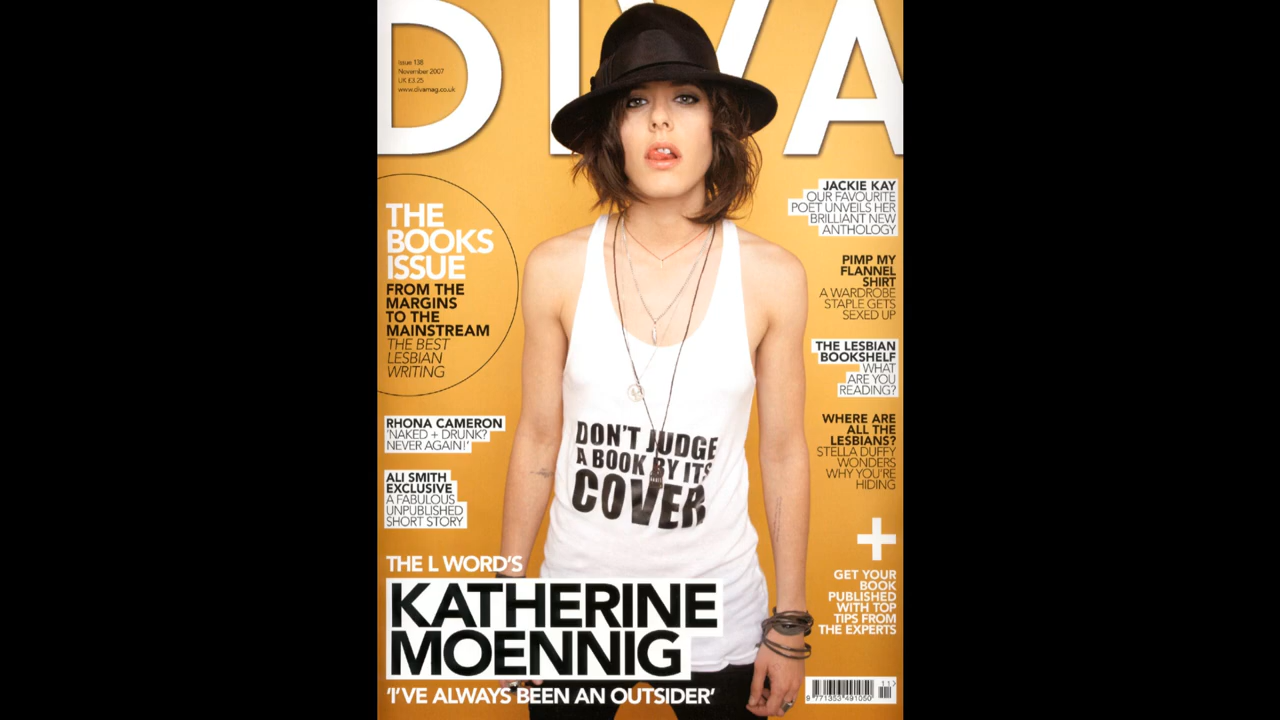 DIVA
Issue 138
November 2007
UK £3.25
www.divamag.co.uk
THE
BOOKS
ISSUE
FROM THE
MARGINS
TO THE
MAINSTREAM
THE BEST
LESBIAN
WRITING
RHONA CAMERON
'NAKED + DRUNK?
NEVER AGAIN!'
ALI SMITH
EXCLUSIVE
A FABULOUS
UNPUBLISHED
SHORT STORY
THE L WORD'S
KATHERINE
MOENNIG
'I'VE ALWAYS BEEN AN OUTSIDER'
DON'T JUDGE
A BOOK BY ITS
COVER
JACKIE KAY
OUR FAVOURITE
POET UNVEILS HER
BRILLIANT NEW
ANTHOLOGY
PIMP MY
FLANNEL
SHIRT
A WARDROBE
STAPLE GETS
SEXED UP
THE LESBIAN
BOOKSHELF
WHAT
ARE YOU
READING?
WHERE ARE
ALL THE
LESBIANS?
STELLA DUFFY
WONDERS
WHY YOU'RE
HIDING
+
GET YOUR
BOOK
PUBLISHED
WITH TOP
TIPS FROM
THE EXPERTS
11
9 771353 491050